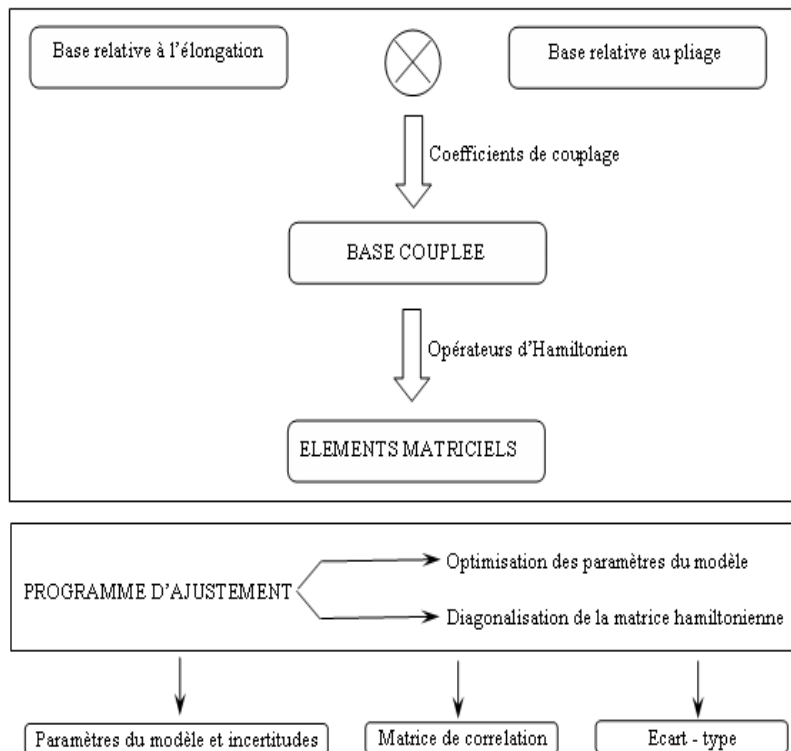 Base relative à l'élongation
Base relative au pliage
Coefficients de couplage
BASE COUPLEE
Opérateurs d'Hamiltonien
ELEMENTS MATRICIELS
PROGRAMME D'AJUSTEMENT
Optimisation des paramètres du modèle
Diagonalisation de la matrice hamiltonienne
Paramètres du modèle et incertitudes
Matrice de correlation
Ecart - type